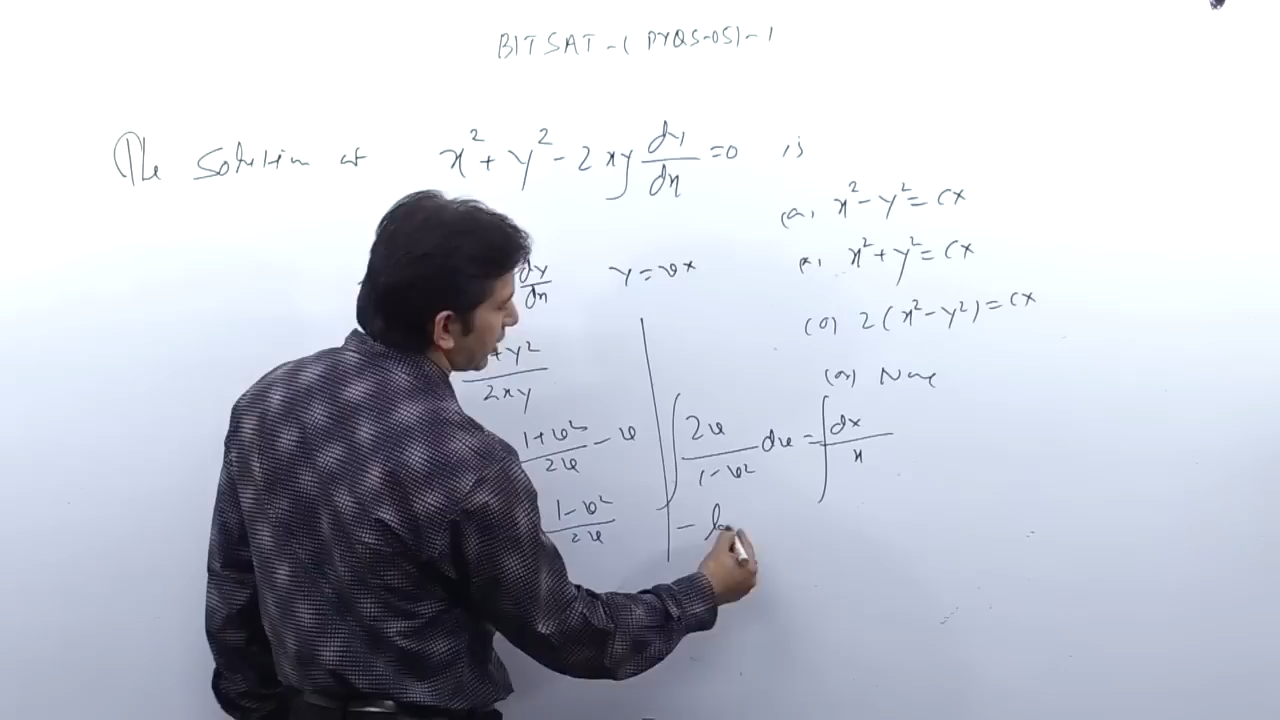 BITSAT-(PYQS-05)-1
The solution of x²+y²-2xy dy/dx=0 is
(a) x²-y²=cx
x²+y²=cx
2(x²-y²)=cx
None
dy/dx y=vx
+y²/2xy
1+v²/2v - v
1-v²/2v
∫ 2v/1-v² dv = ∫ dx/x
- lo